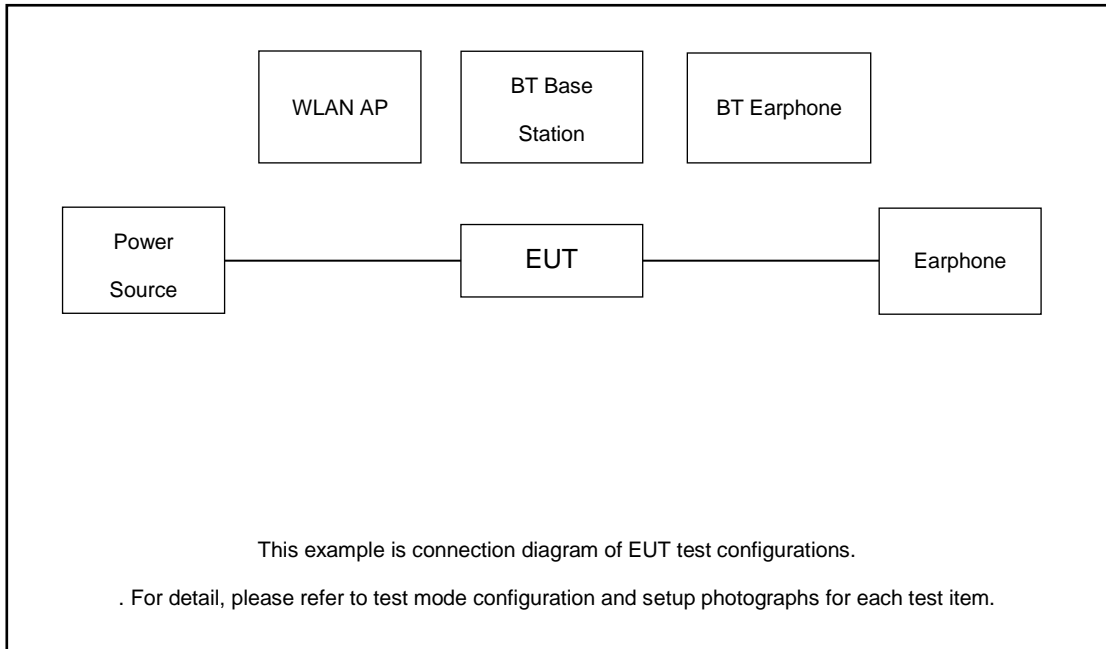 WLAN AP
BT Base
Station
BT Earphone
Power
Source
EUT
Earphone
This example is connection diagram of EUT test configurations.
. For detail, please refer to test mode configuration and setup photographs for each test item.